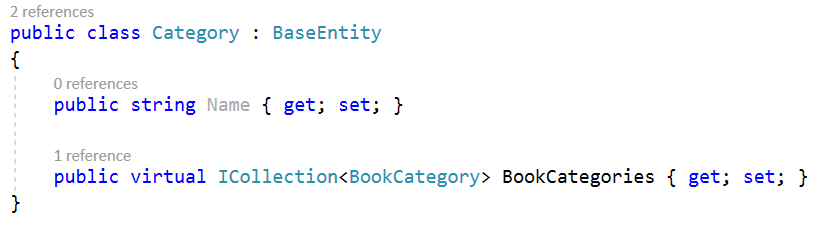 2 references
public class Category : BaseEntity
{
0 references
public string Name { get; set; }
1 reference
public virtual ICollection<BookCategory> BookCategories { get; set; }
}